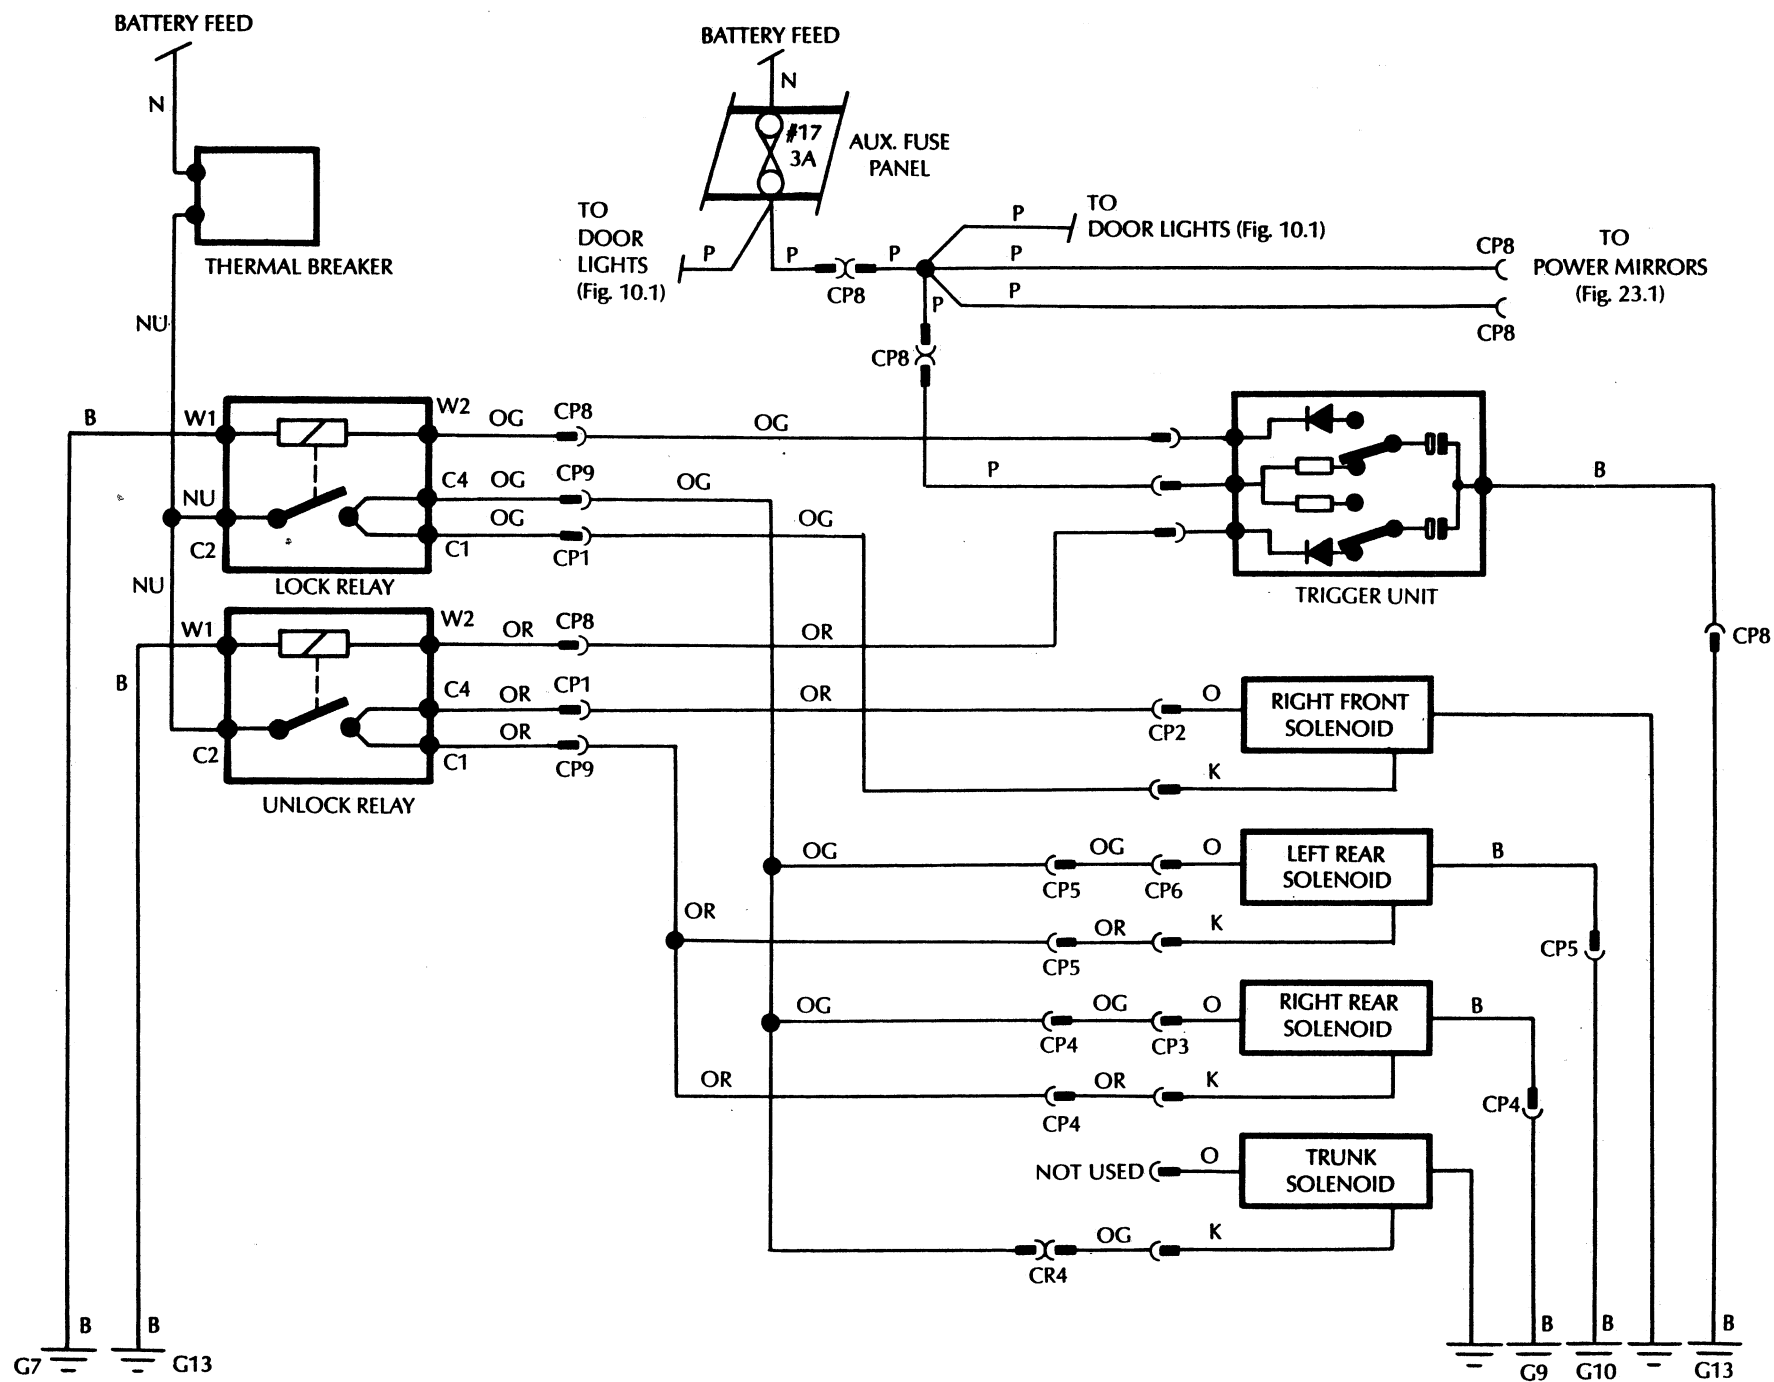 BATTERY FEED
BATTERY FEED
N
N
#17
3A
AUX. FUSE
PANEL
THERMAL BREAKER
TO
DOOR
LIGHTS
(Fig. 10.1)
P
P
CP8
P
P
TO
DOOR LIGHTS (Fig. 10.1)
P
CP8
TO
POWER MIRRORS
(Fig. 23.1)
P
CP8
P
CP8
NU
B
W1
W2
OG
CP8
OG
C4
OG
CP9
OG
P
B
NU
C2
OG
C1
CP1
OG
LOCK RELAY
TRIGGER UNIT
NU
W1
W2
OR
CP8
OR
CP8
B
C4
OR
CP1
OR
CP2
O
RIGHT FRONT
SOLENOID
OR
C2
C1
CP9
K
UNLOCK RELAY
OG
CP5
OG
CP6
O
LEFT REAR
SOLENOID
B
OR
CP5
OR
K
CP5
OG
CP4
OG
CP3
O
RIGHT REAR
SOLENOID
B
OR
CP4
OR
K
CP4
NOT USED
O
TRUNK
SOLENOID
CR4
OG
K
B
G7
B
G13
B
G9
B
G10
B
G13